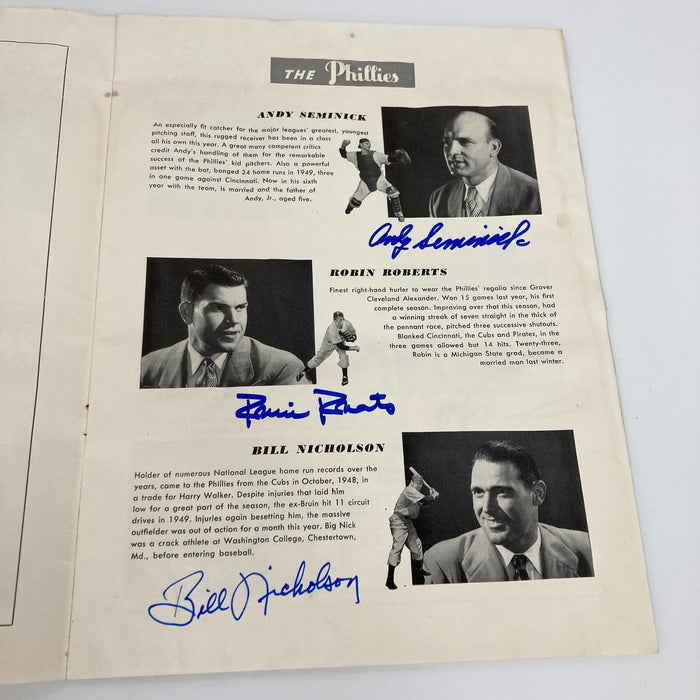 THE Phillies
ANDY SEMINICK
An especially fit catcher for the major leagues' greatest, youngest
pitching staff, this rugged receiver has been in a class
all his own this year. A great many competent critics
credit Andy's handling of them for the remarkable
success of the Phillies' kid pitchers. Also a powerful
asset with the bat, banged 24 home runs in 1949, three
in one game against Cincinnati. Now in his sixth
year with the team, is married and the father of
Andy, Jr., aged five.
Andy Seminick
ROBIN ROBERTS
Finest right-hand hurler to wear the Phillies' regalia since Grover
Cleveland Alexander. Won 15 games last year, his first
complete season. Improving over that this season, had
a winning streak of seven straight in the thick of
the pennant race, pitched three successive shutouts.
Blanked Cincinnati, the Cubs and Pirates, in the
three games allowed but 14 hits. Twenty-three,
Robin is a Michigan State grad, became a
married man last winter.
Robin Roberts
BILL NICHOLSON
Holder of numerous National League home run records over the
years, came to the Phillies from the Cubs in October, 1948, in
a trade for Harry Walker. Despite injuries that laid him
low for a great part of the season, the ex-Bruin hit 11 circuit
drives in 1949. Injuries again besetting him, the massive
outfielder was out of action for a month this year. Big Nick
was a crack athlete at Washington College, Chestertown,
Md., before entering baseball.
Bill Nicholson